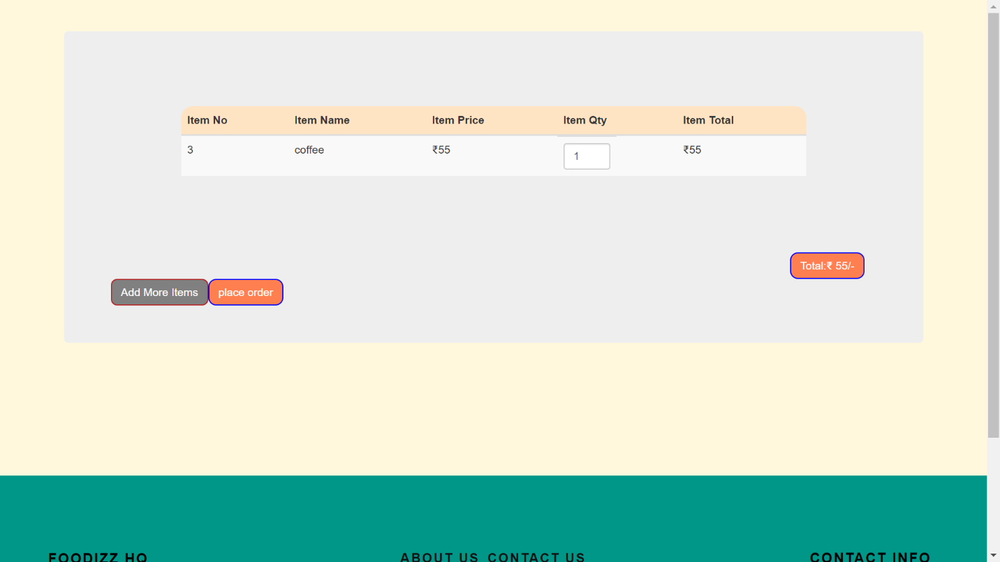 Item No Item Name Item Price Item Qty Item Total
3 coffee ₹55 1 ₹55
Total:₹ 55/-
Add More Items place order
FOODIZZ HQ ABOUT US CONTACT US CONTACT INFO